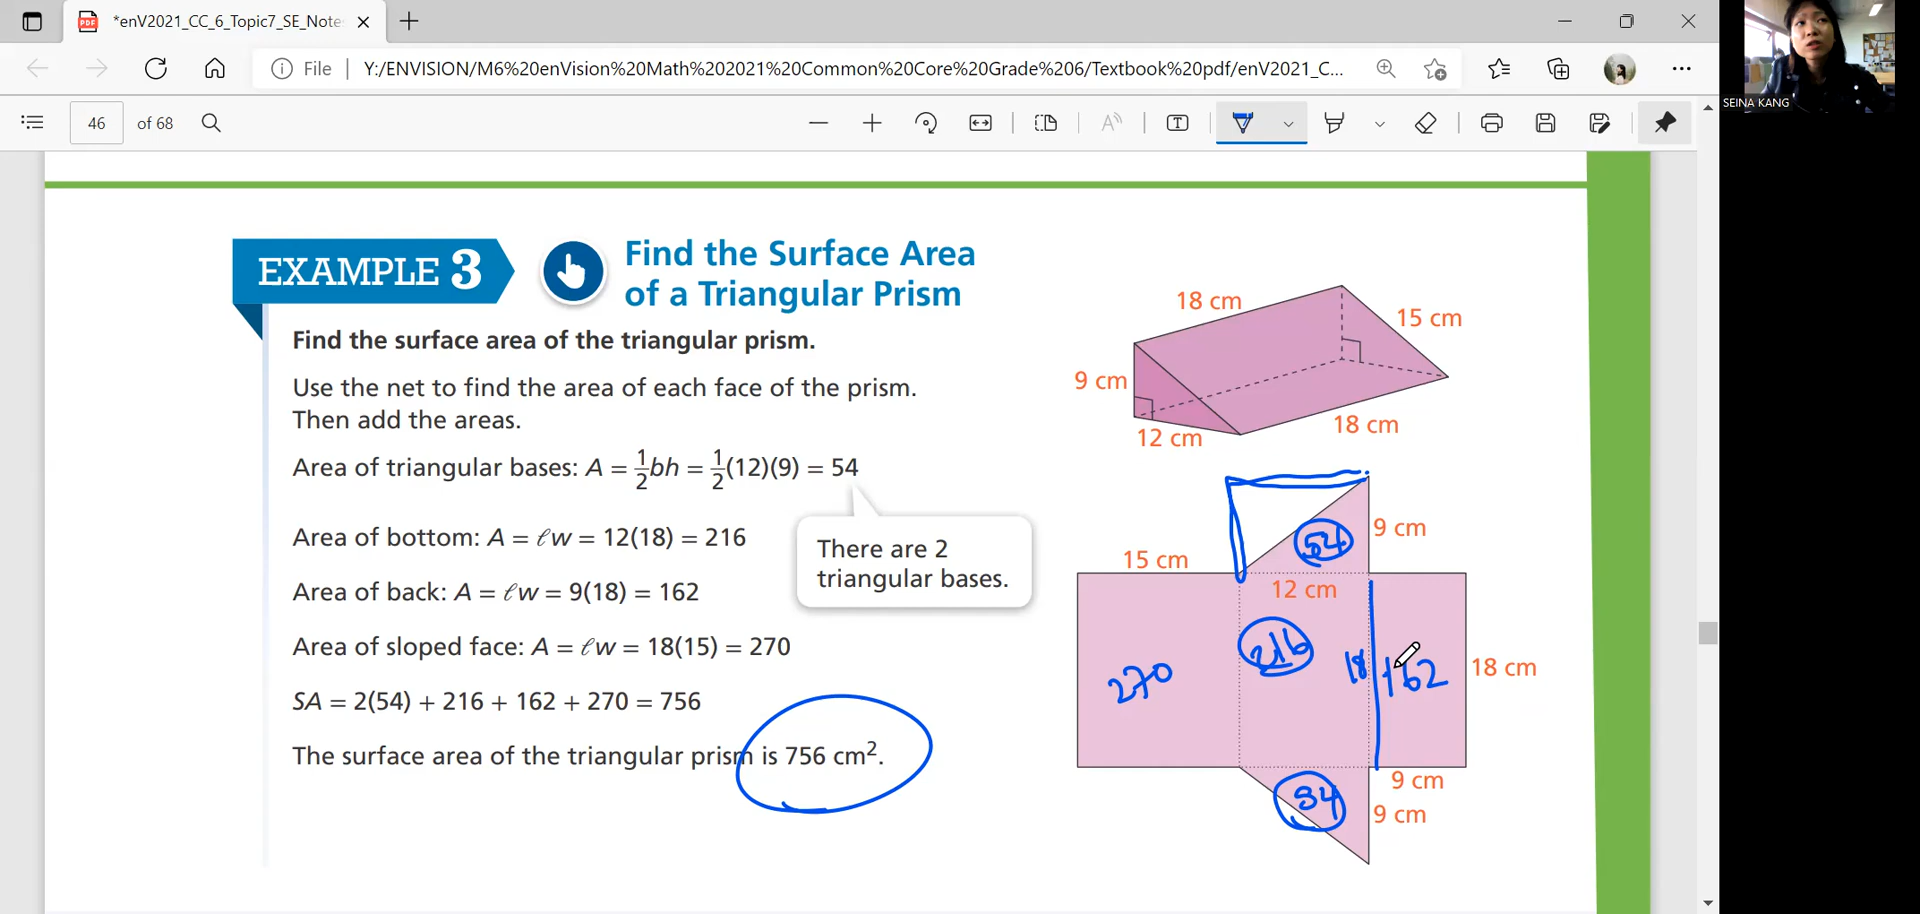 *enV2021_CC_6_Topic7_SE_Note
File
Y:/ENVISION/M6%20enVision%20Math%202021%20Common%20Core%20Grade%206/Textbook%20pdf/enV2021_C...
46 of 68
SEINA KANG
EXAMPLE 3
Find the Surface Area
of a Triangular Prism
Find the surface area of the triangular prism.
Use the net to find the area of each face of the prism.
Then add the areas.
Area of triangular bases: A = 1/2 bh = 1/2 (12)(9) = 54
There are 2
triangular bases.
Area of bottom: A = ℓw = 12(18) = 216
Area of back: A = ℓw = 9(18) = 162
Area of sloped face: A = ℓw = 18(15) = 270
SA = 2(54) + 216 + 162 + 270 = 756
The surface area of the triangular prism is 756 cm².
18 cm
15 cm
9 cm
12 cm
18 cm
54
9 cm
15 cm
12 cm
270
216
18
162
18 cm
54
9 cm
9 cm